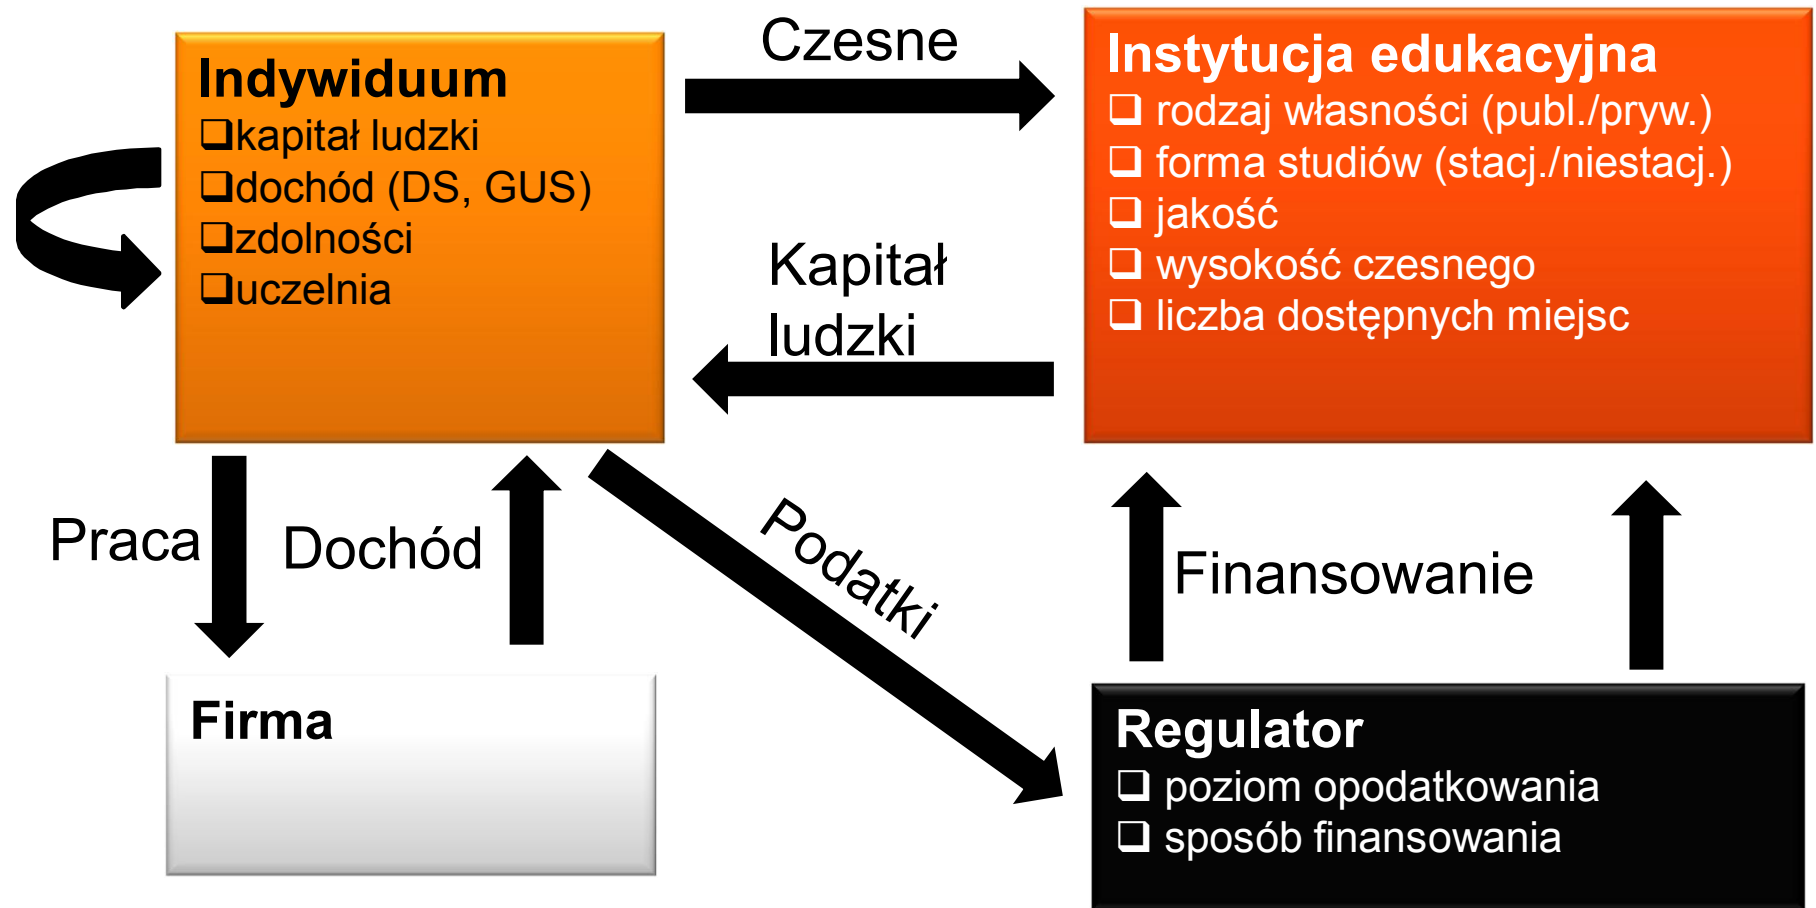 Czesne
Indywiduum
❑kapitał ludzki
❑dochód (DS, GUS)
❑zdolności
❑uczelnia
Instytucja edukacyjna
❑ rodzaj własności (publ./pryw.)
❑ forma studiów (stacj./niestacj.)
❑ jakość
❑ wysokość czesnego
❑ liczba dostępnych miejsc
Kapitał
ludzki
Praca
Dochód
Podatki
Finansowanie
Firma
Regulator
❑ poziom opodatkowania
❑ sposób finansowania